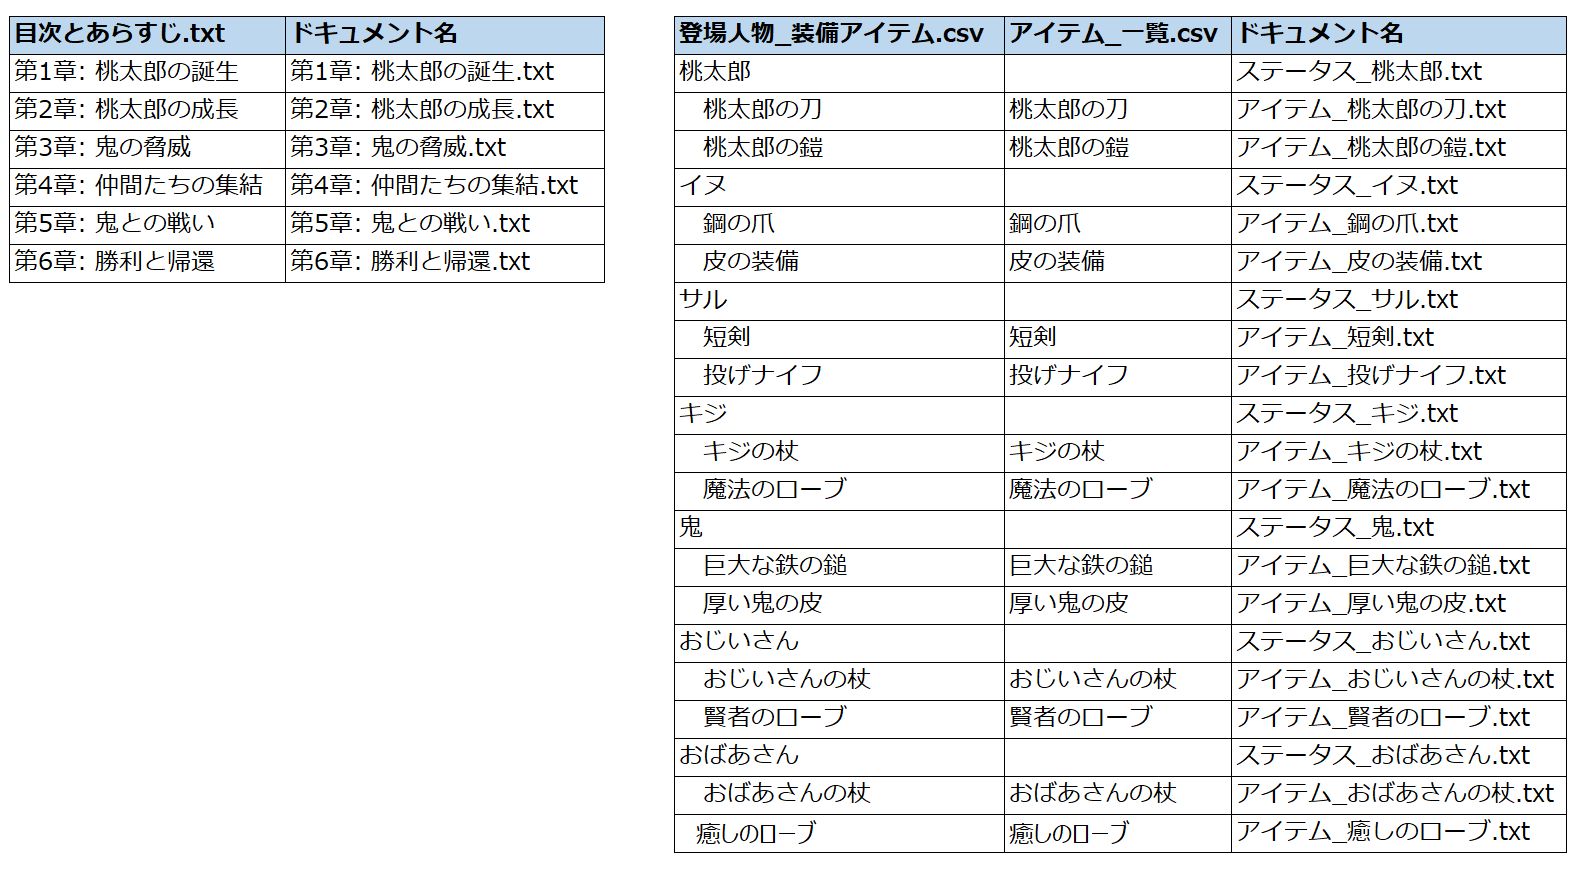 目次とあらすじ.txt ドキュメント名
第1章: 桃太郎の誕生 第1章: 桃太郎の誕生.txt
第2章: 桃太郎の成長 第2章: 桃太郎の成長.txt
第3章: 鬼の脅威 第3章: 鬼の脅威.txt
第4章: 仲間たちの集結 第4章: 仲間たちの集結.txt
第5章: 鬼との戦い 第5章: 鬼との戦い.txt
第6章: 勝利と帰還 第6章: 勝利と帰還.txt
登場人物_装備アイテム.csv アイテム_一覧.csv ドキュメント名
桃太郎 ステータス_桃太郎.txt
桃太郎の刀 桃太郎の刀 アイテム_桃太郎の刀.txt
桃太郎の鎧 桃太郎の鎧 アイテム_桃太郎の鎧.txt
イヌ ステータス_イヌ.txt
鋼の爪 鋼の爪 アイテム_鋼の爪.txt
皮の装備 皮の装備 アイテム_皮の装備.txt
サル ステータス_サル.txt
短剣 短剣 アイテム_短剣.txt
投げナイフ 投げナイフ アイテム_投げナイフ.txt
キジ ステータス_キジ.txt
キジの杖 キジの杖 アイテム_キジの杖.txt
魔法のローブ 魔法のローブ アイテム_魔法のローブ.txt
鬼 ステータス_鬼.txt
巨大な鉄の鎚 巨大な鉄の鎚 アイテム_巨大な鉄の鎚.txt
厚い鬼の皮 厚い鬼の皮 アイテム_厚い鬼の皮.txt
おじいさん ステータス_おじいさん.txt
おじいさんの杖 おじいさんの杖 アイテム_おじいさんの杖.txt
賢者のローブ 賢者のローブ アイテム_賢者のローブ.txt
おばあさん ステータス_おばあさん.txt
おばあさんの杖 おばあさんの杖 アイテム_おばあさんの杖.txt
癒しのローブ 癒しのローブ アイテム_癒しのローブ.txt